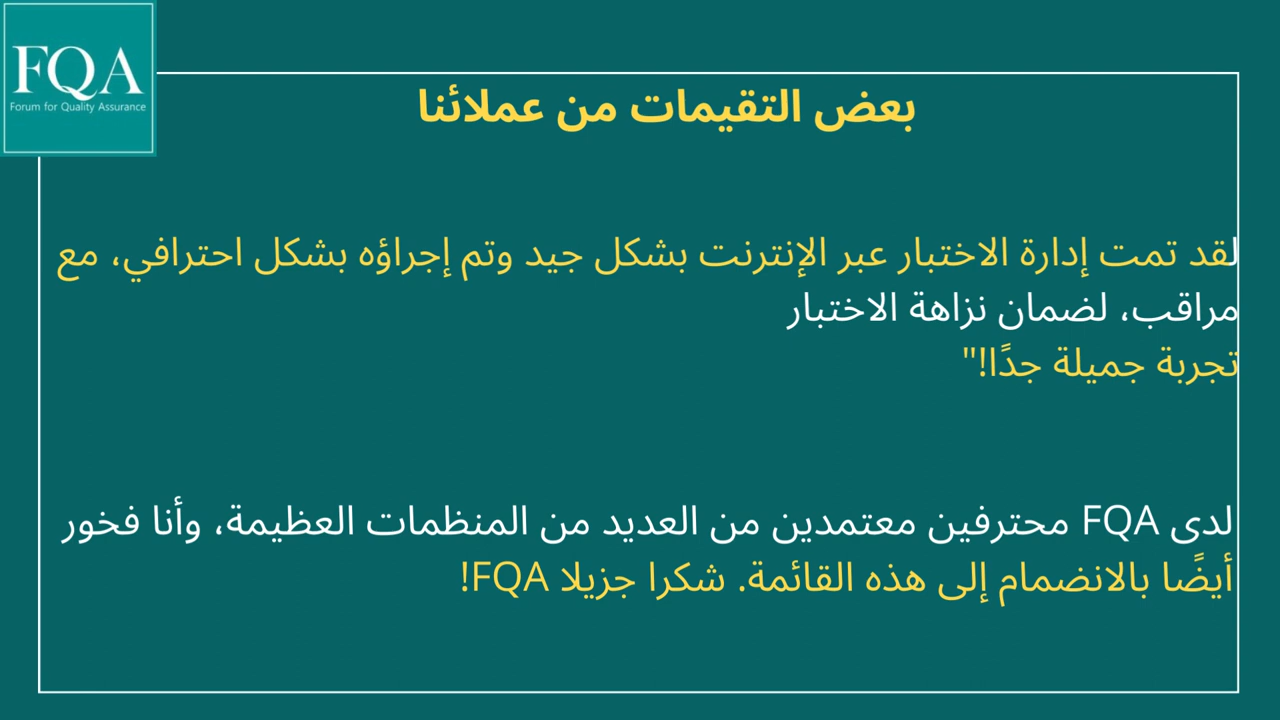 FQA
Forum for Quality Assurance
بعض التقيمات من عملائنا
لقد تمت إدارة الاختبار عبر الإنترنت بشكل جيد وتم إجراؤه بشكل احترافي، مع
مراقب، لضمان نزاهة الاختبار
تجربة جميلة جدًا!"
لدى FQA محترفين معتمدين من العديد من المنظمات العظيمة، وأنا فخور
أيضًا بالانضمام إلى هذه القائمة. شكرا جزيلا FQA!